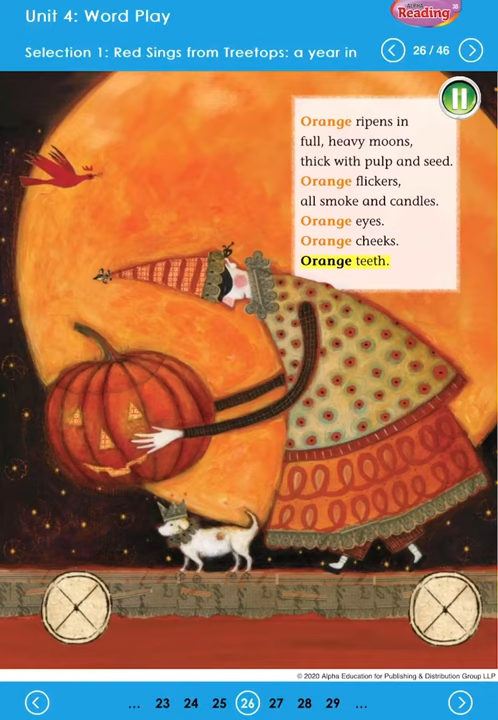 Unit 4: Word Play
ALPHA
Reading
Selection 1: Red Sings from Treetops: a year in
26 / 46
Orange ripens in
full, heavy moons,
thick with pulp and seed.
Orange flickers,
all smoke and candles.
Orange eyes.
Orange cheeks.
Orange teeth.
© 2020 Alpha Education for Publishing & Distribution Group LLP
... 23 24 25 26 27 28 29 ...